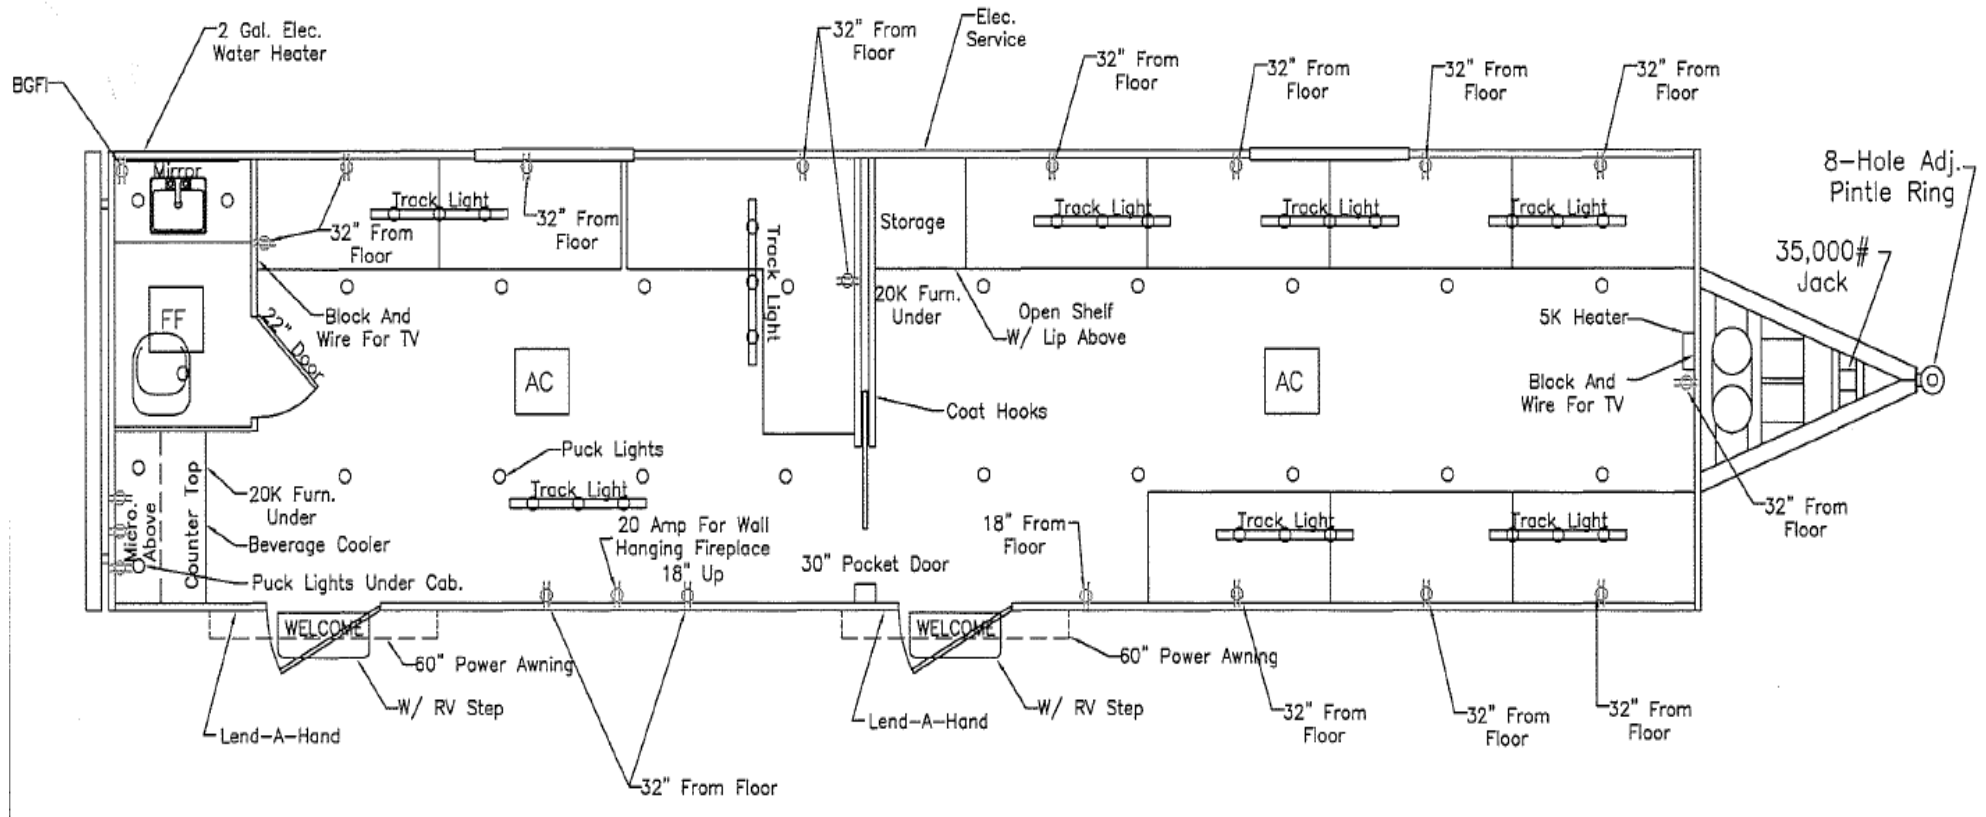 2 Gal. Elec.
Water Heater
BGFI
32" From
Floor
Elec.
Service
32" From
Floor
32" From
Floor
32" From
Floor
32" From
Floor
8-Hole Adj.
Pintle Ring
35,000#
Jack
Mirror
Track Light
32" From
Floor
32" From
Floor
Track Light
Storage
Track Light
Track Light
Track Light
FF
22" Door
Block And
Wire For TV
AC
20K Furn.
Under
Open Shelf
W/ Lip Above
Coat Hooks
AC
5K Heater
Block And
Wire For TV
32" From
Floor
Micro.
Above
Counter Top
20K Furn.
Under
Beverage Cooler
Puck Lights Under Cab.
Puck Lights
Track Light
20 Amp For Wall
Hanging Fireplace
18" Up
30" Pocket Door
18" From
Floor
Track Light
Track Light
WELCOME
60" Power Awning
W/ RV Step
Lend-A-Hand
32" From Floor
WELCOME
60" Power Awning
W/ RV Step
Lend-A-Hand
32" From
Floor
32" From
Floor
32" From
Floor